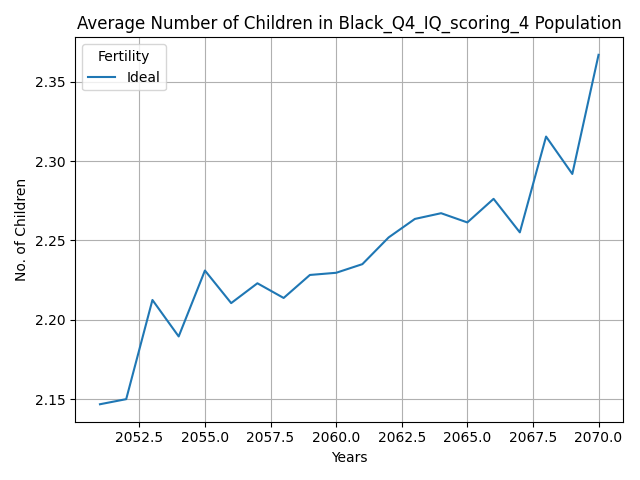 Average Number of Children in Black_Q4_IQ_scoring_4 Population
Fertility
Ideal
No. of Children
2.35
2.30
2.25
2.20
2.15
2052.5 2055.0 2057.5 2060.0 2062.5 2065.0 2067.5 2070.0
Years